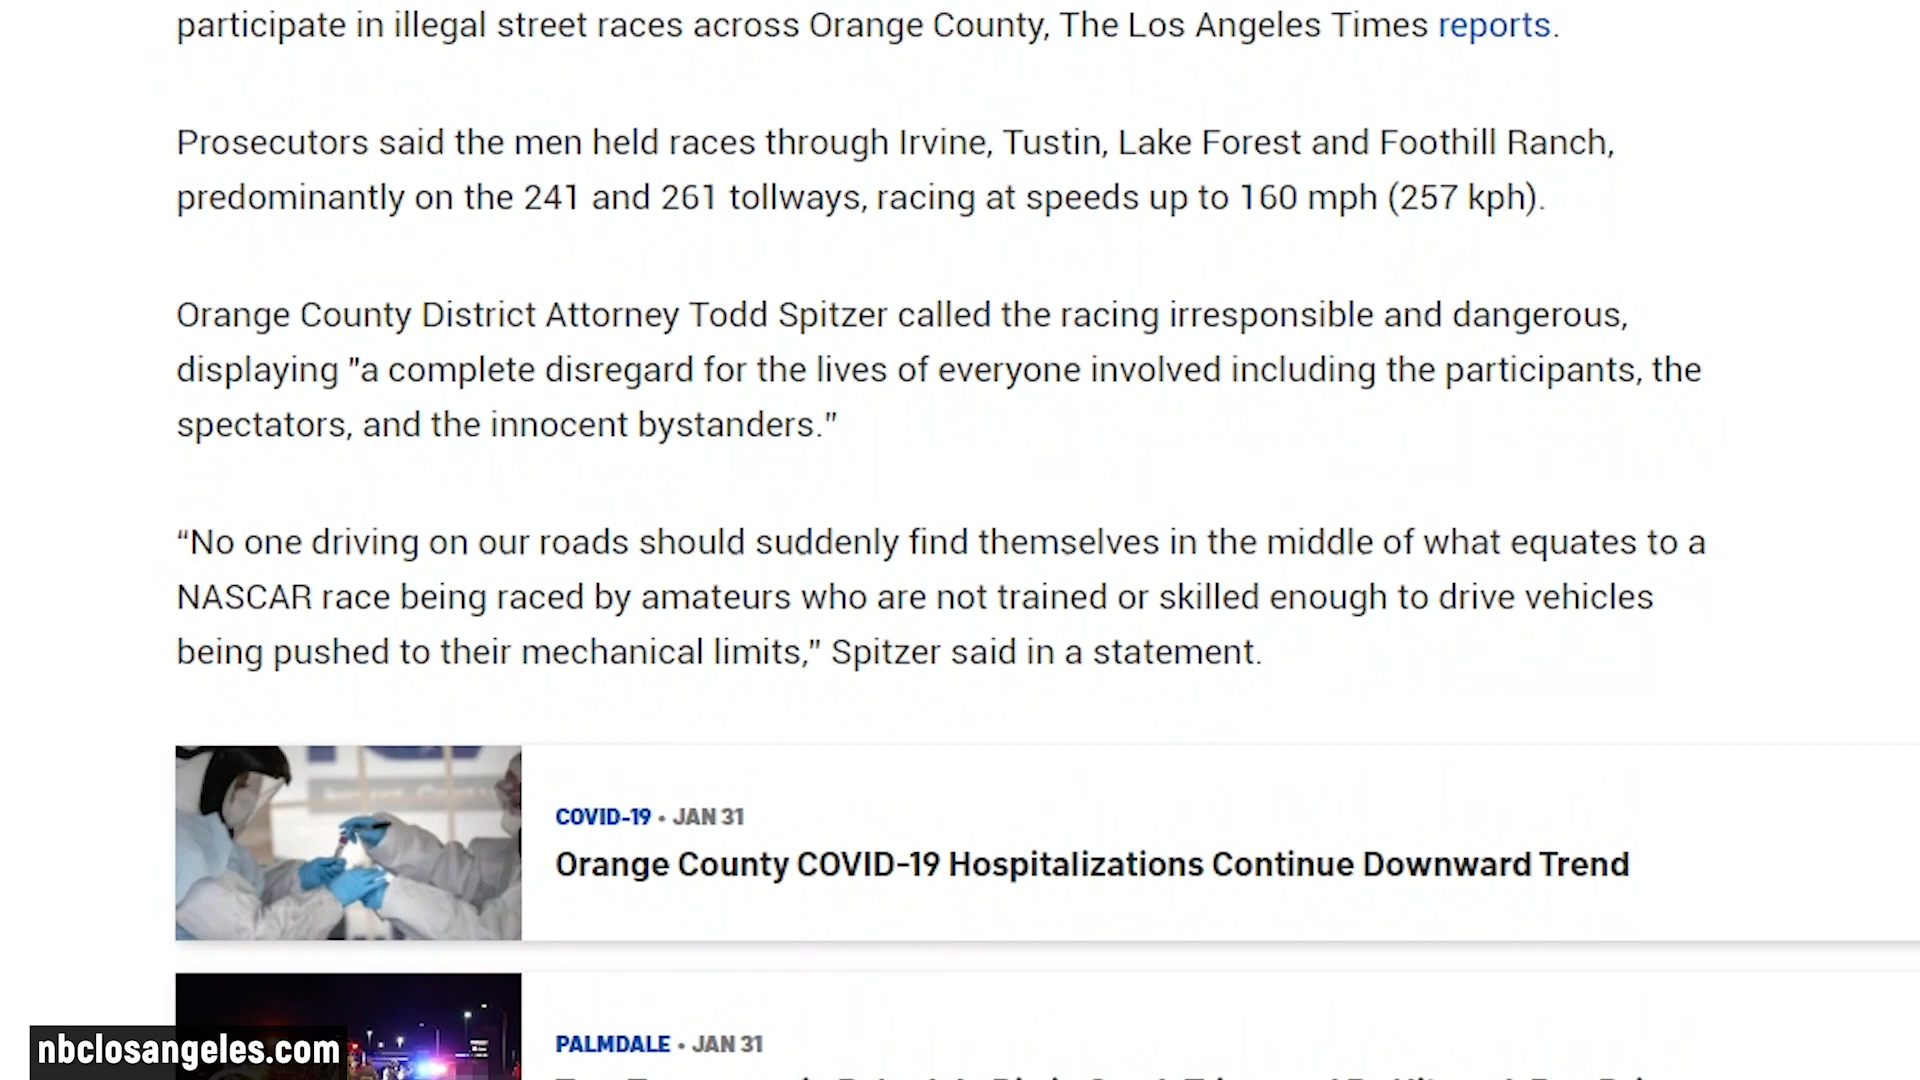 participate in illegal street races across Orange County, The Los Angeles Times reports.
Prosecutors said the men held races through Irvine, Tustin, Lake Forest and Foothill Ranch,
predominantly on the 241 and 261 tollways, racing at speeds up to 160 mph (257 kph).
Orange County District Attorney Todd Spitzer called the racing irresponsible and dangerous,
displaying "a complete disregard for the lives of everyone involved including the participants, the
spectators, and the innocent bystanders.”
“No one driving on our roads should suddenly find themselves in the middle of what equates to a
NASCAR race being raced by amateurs who are not trained or skilled enough to drive vehicles
being pushed to their mechanical limits,” Spitzer said in a statement.
COVID-19 • JAN 31
Orange County COVID-19 Hospitalizations Continue Downward Trend
PALMDALE • JAN 31
nbclosangeles.com